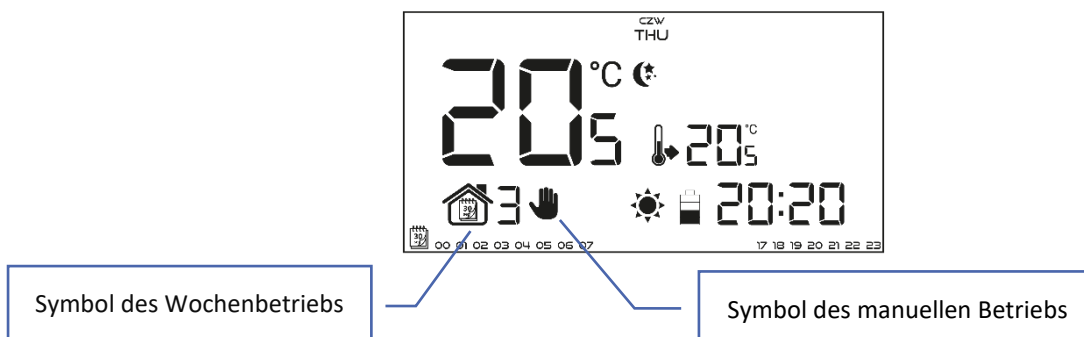 CZW
THU
20.5 °C
20.5 °C
3
20:20
30
30
00 01 02 03 04 05 06 07 17 18 19 20 21 22 23
Symbol des Wochenbetriebs
Symbol des manuellen Betriebs